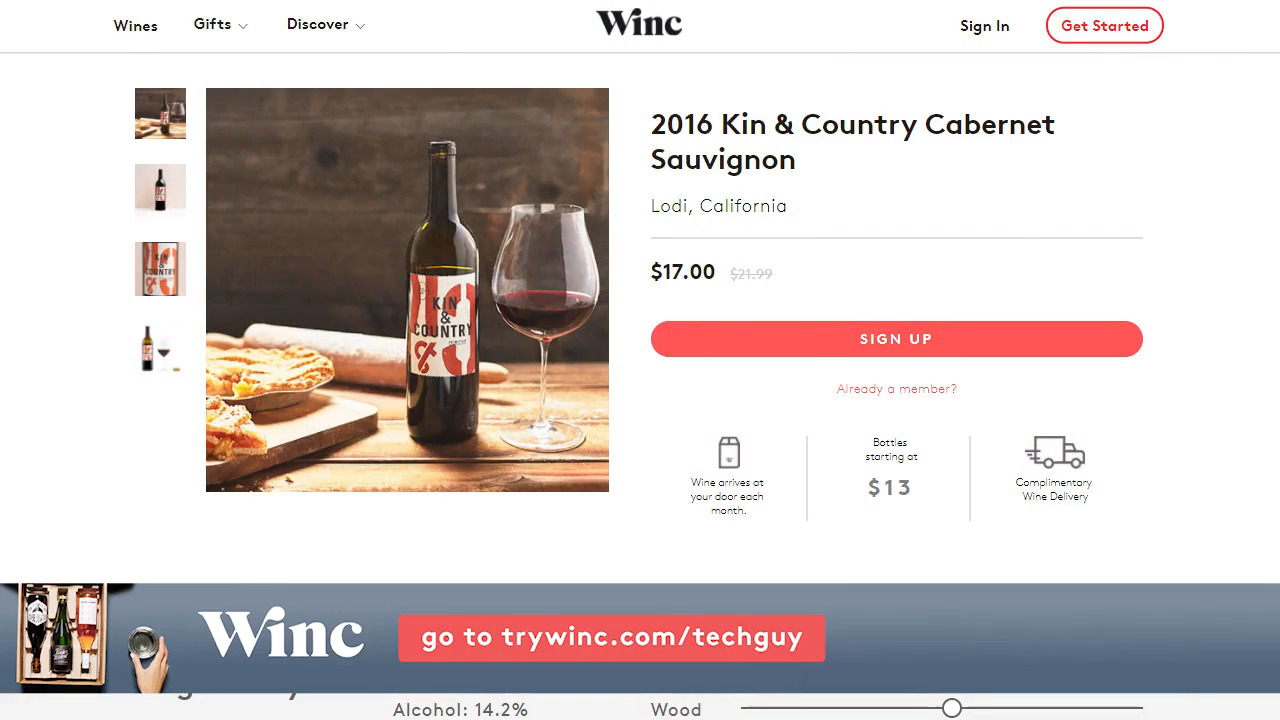 Wines
Gifts
Discover
Winc
Sign In
Get Started
KIN
&
COUNTRY
2016 Kin & Country Cabernet
Sauvignon
Lodi, California
$17.00 $21.99
SIGN UP
Already a member?
Wine arrives at
your door each
month.
Bottles
starting at
$13
Complimentary
Wine Delivery
Winc
go to trywinc.com/techguy
Alcohol: 14.2%
Wood